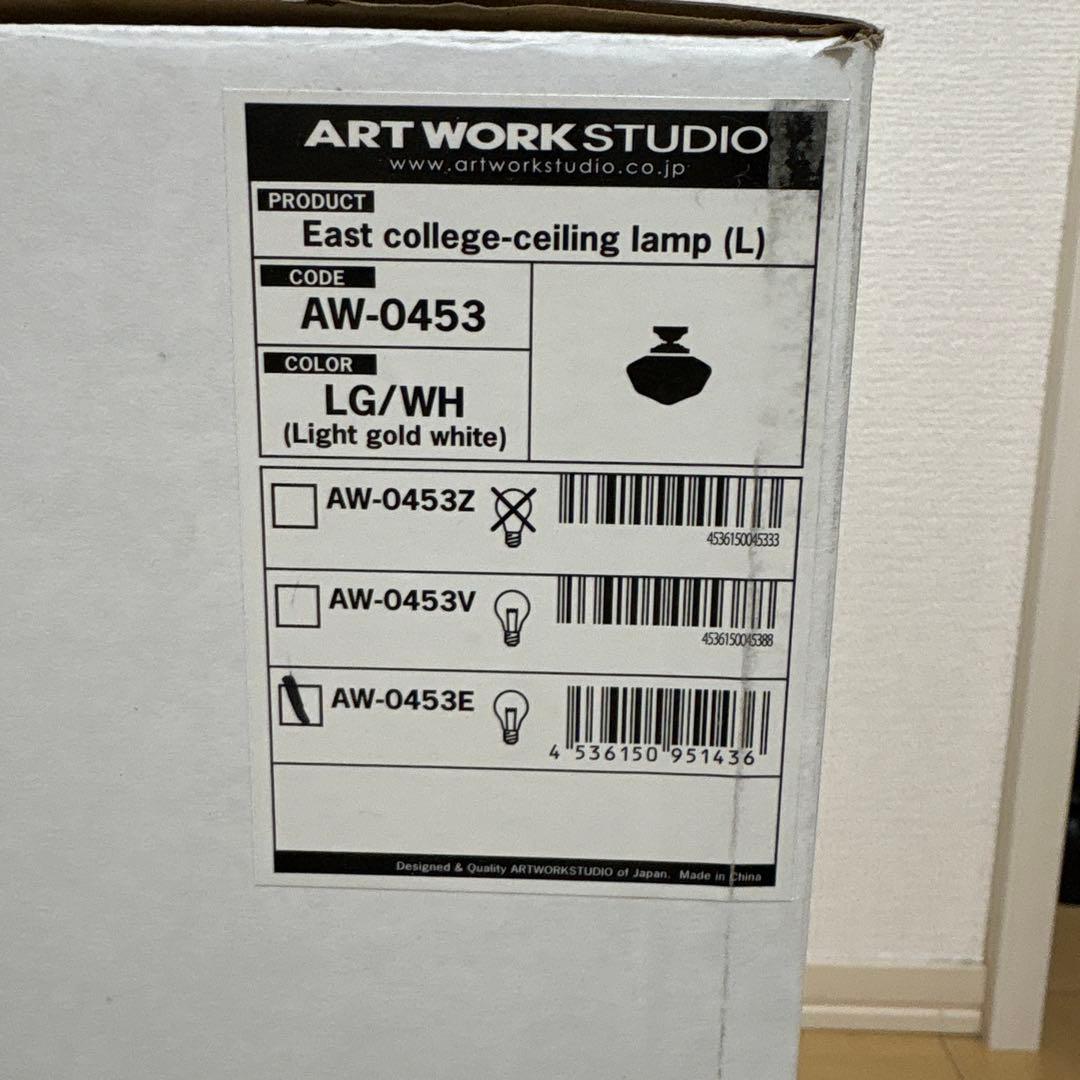 ART WORK STUDIO
www.artworkstudio.co.jp
PRODUCT
East college-ceiling lamp (L)
CODE
AW-0453
COLOR
LG/WH
(Light gold white)
AW-0453Z
4536150045333
AW-0453V
4536150045388
AW-0453E
4 536150 951436
Designed & Quality ARTWORKSTUDIO of Japan. Made in China